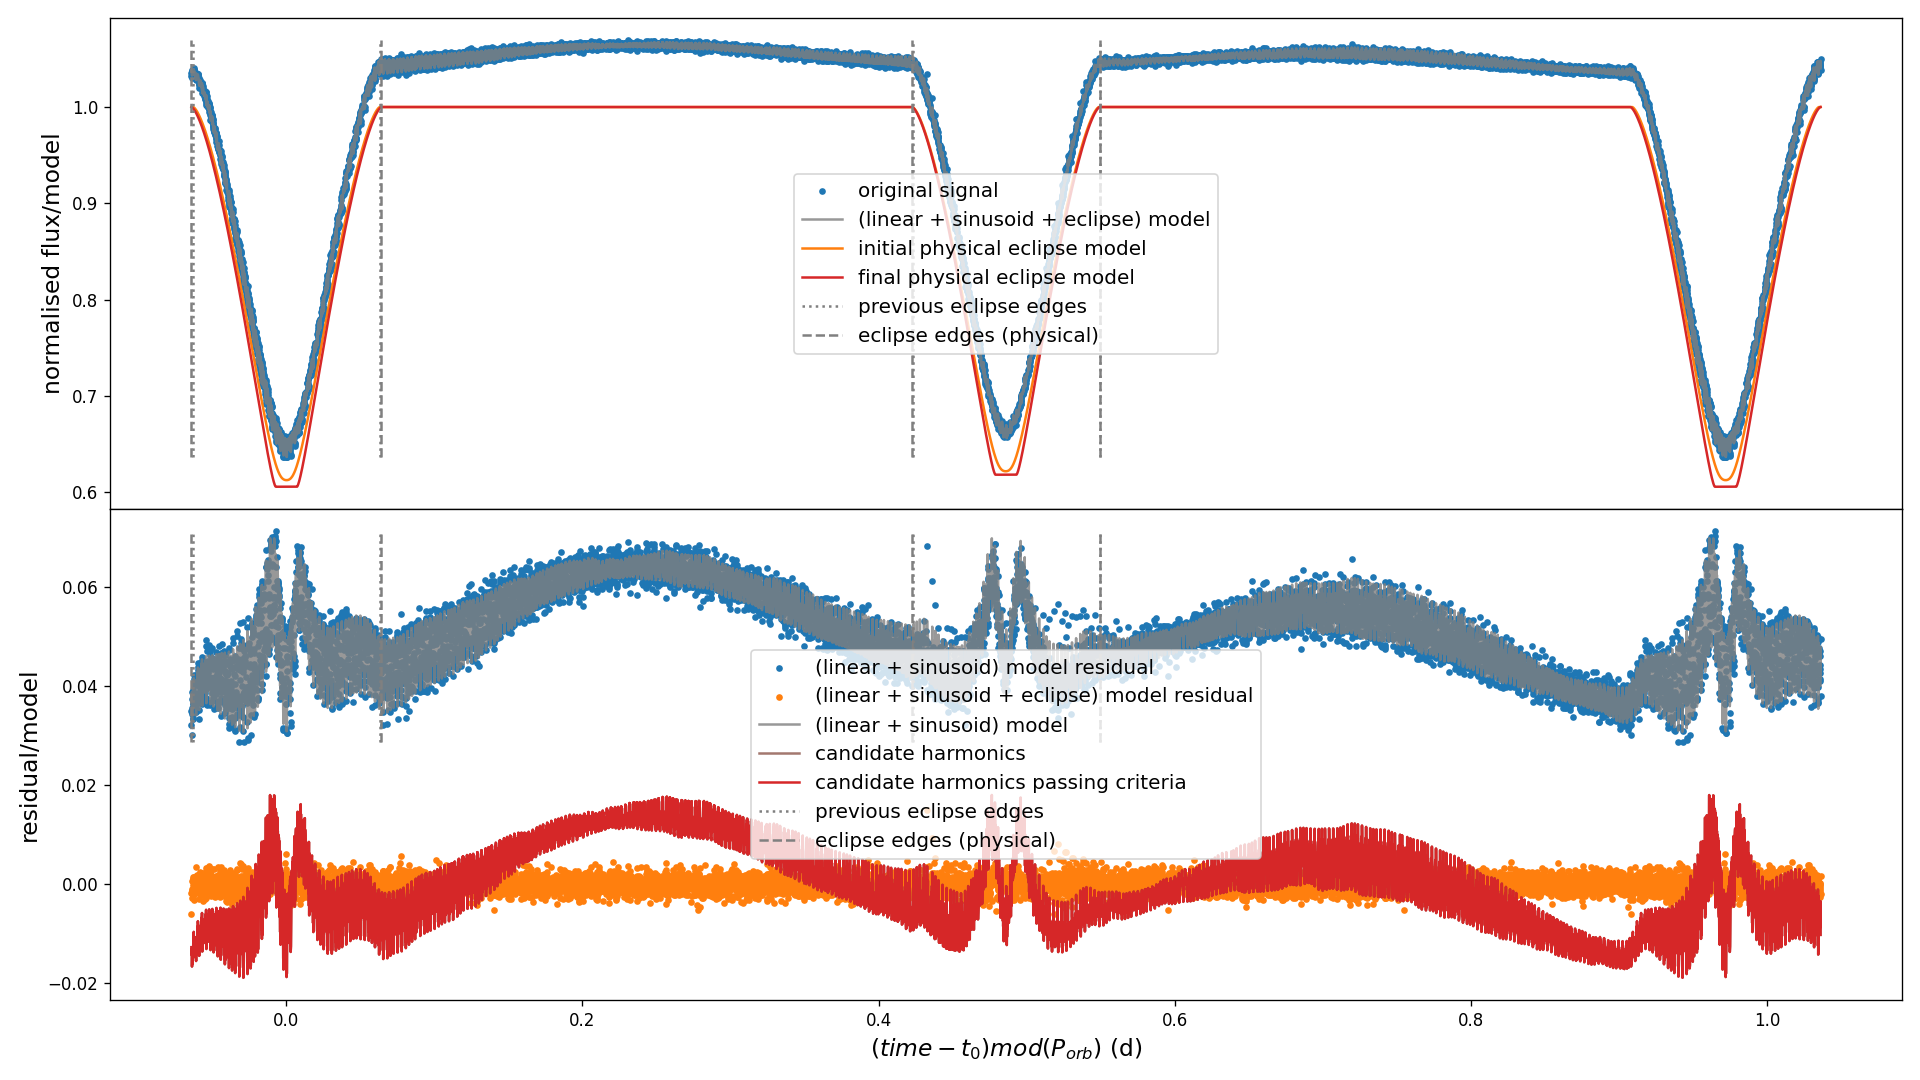 normalised flux/model
1.0
0.9
0.8
0.7
0.6
original signal
(linear + sinusoid + eclipse) model
initial physical eclipse model
final physical eclipse model
previous eclipse edges
eclipse edges (physical)
residual/model
0.06
0.04
0.02
0.00
−0.02
(linear + sinusoid) model residual
(linear + sinusoid + eclipse) model residual
(linear + sinusoid) model
candidate harmonics
candidate harmonics passing criteria
previous eclipse edges
eclipse edges (physical)
0.0 0.2 0.4 0.6 0.8 1.0
(time − t₀)mod(P_orb) (d)